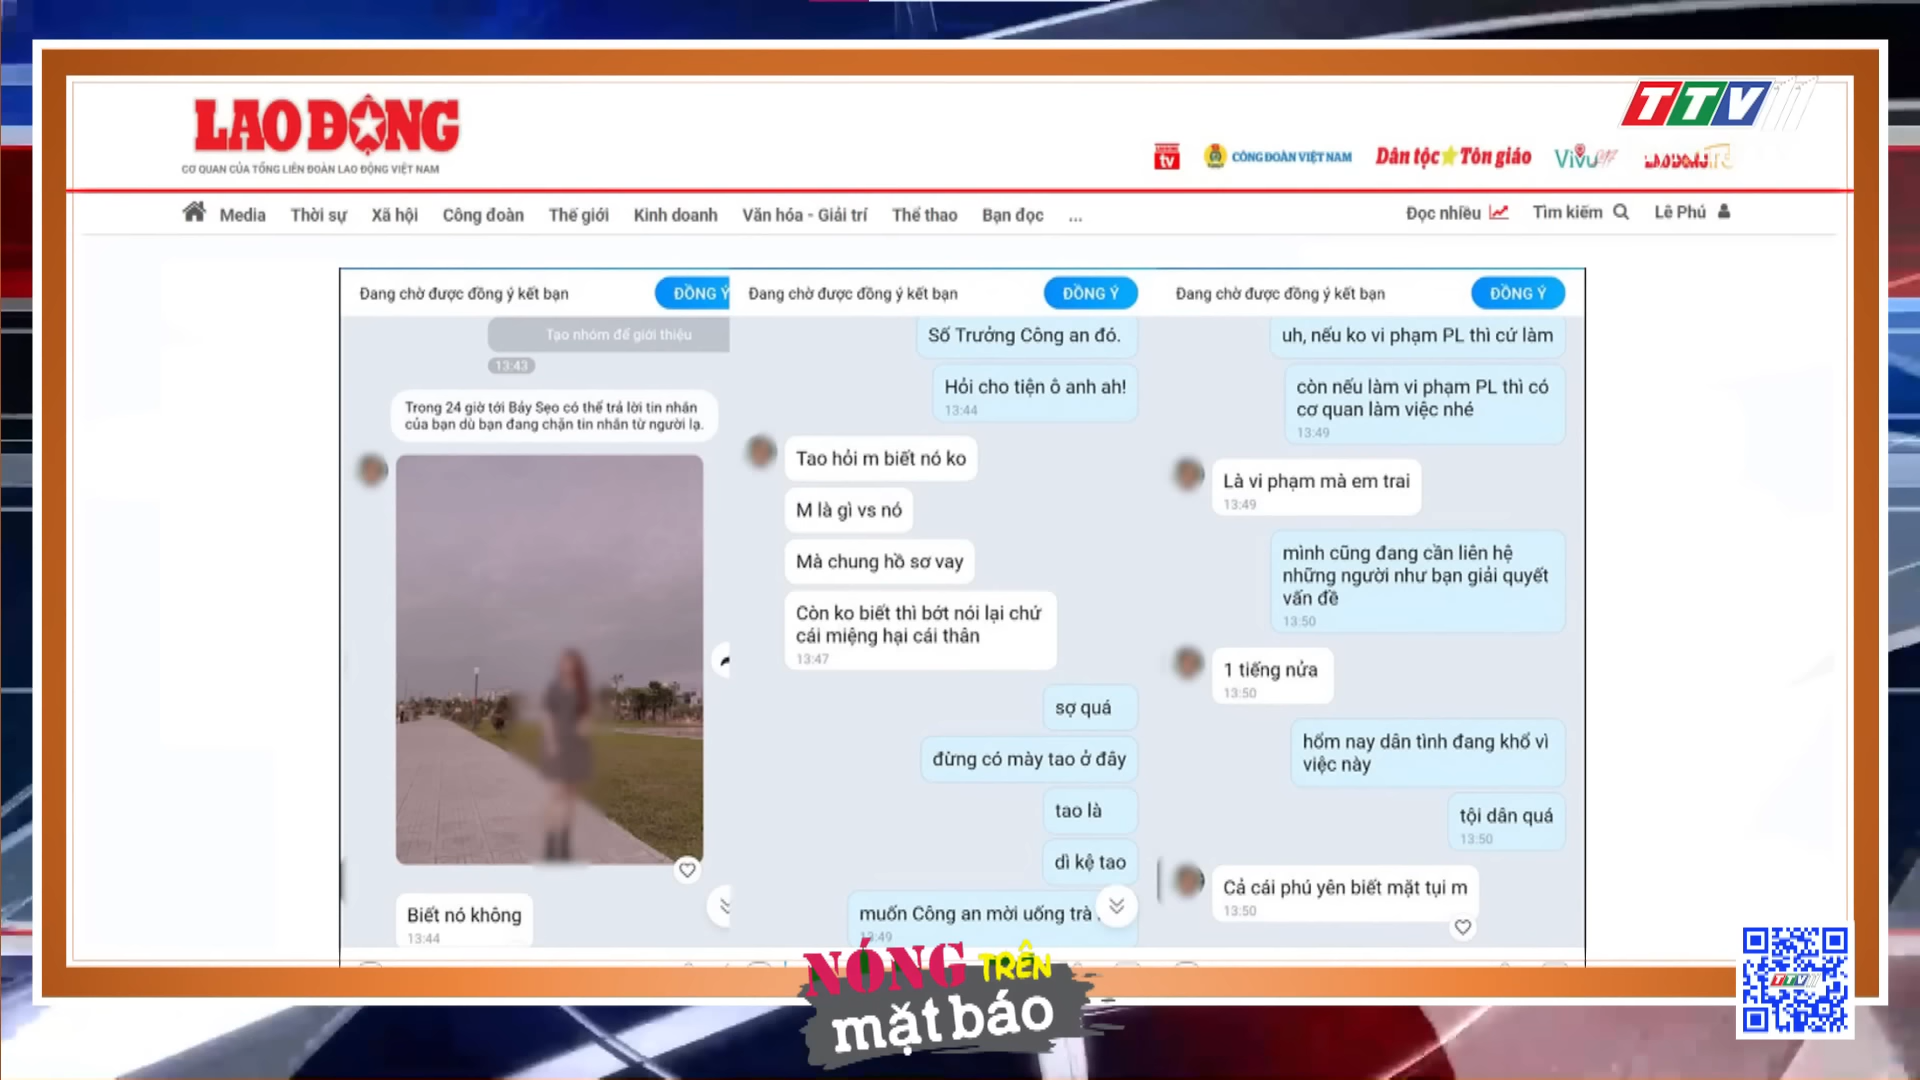 LAO ĐỘNG
CƠ QUAN CỦA TỔNG LIÊN ĐOÀN LAO ĐỘNG VIỆT NAM
TTV11
tv
CÔNG ĐOÀN VIỆT NAM
Dân tộc Tôn giáo
Media
Thời sự
Xã hội
Công đoàn
Thế giới
Kinh doanh
Văn hóa - Giải trí
Thể thao
Bạn đọc
...
Đọc nhiều
Tìm kiếm
Lê Phú
Đang chờ được đồng ý kết bạn
ĐỒNG Ý
Tạo nhóm để giới thiệu
13:43
Trong 24 giờ tới Bảy Sẹo có thể trả lời tin nhắn
của bạn dù bạn đang chặn tin nhắn từ người lạ.
Biết nó không
13:44
Đang chờ được đồng ý kết bạn
ĐỒNG Ý
Số Trưởng Công an đó.
Hỏi cho tiện ô anh ah!
13:44
Tao hỏi m biết nó ko
M là gì vs nó
Mà chung hồ sơ vay
Còn ko biết thì bớt nói lại chứ
cái miệng hại cái thân
13:47
sợ quá
đừng có mày tao ở đây
tao là
dì kệ tao
muốn Công an mời uống trà
13:49
Đang chờ được đồng ý kết bạn
ĐỒNG Ý
uh, nếu ko vi phạm PL thì cứ làm
còn nếu làm vi phạm PL thì có
cơ quan làm việc nhé
13:49
Là vi phạm mà em trai
13:49
mình cũng đang cần liên hệ
những người như bạn giải quyết
vấn đề
13:50
1 tiếng nửa
13:50
hổm nay dân tình đang khổ vì
việc này
tội dân quá
13:50
Cả cái phú yên biết mặt tụi m
13:50
NÓNG TRÊN
mặt báo
TTV11